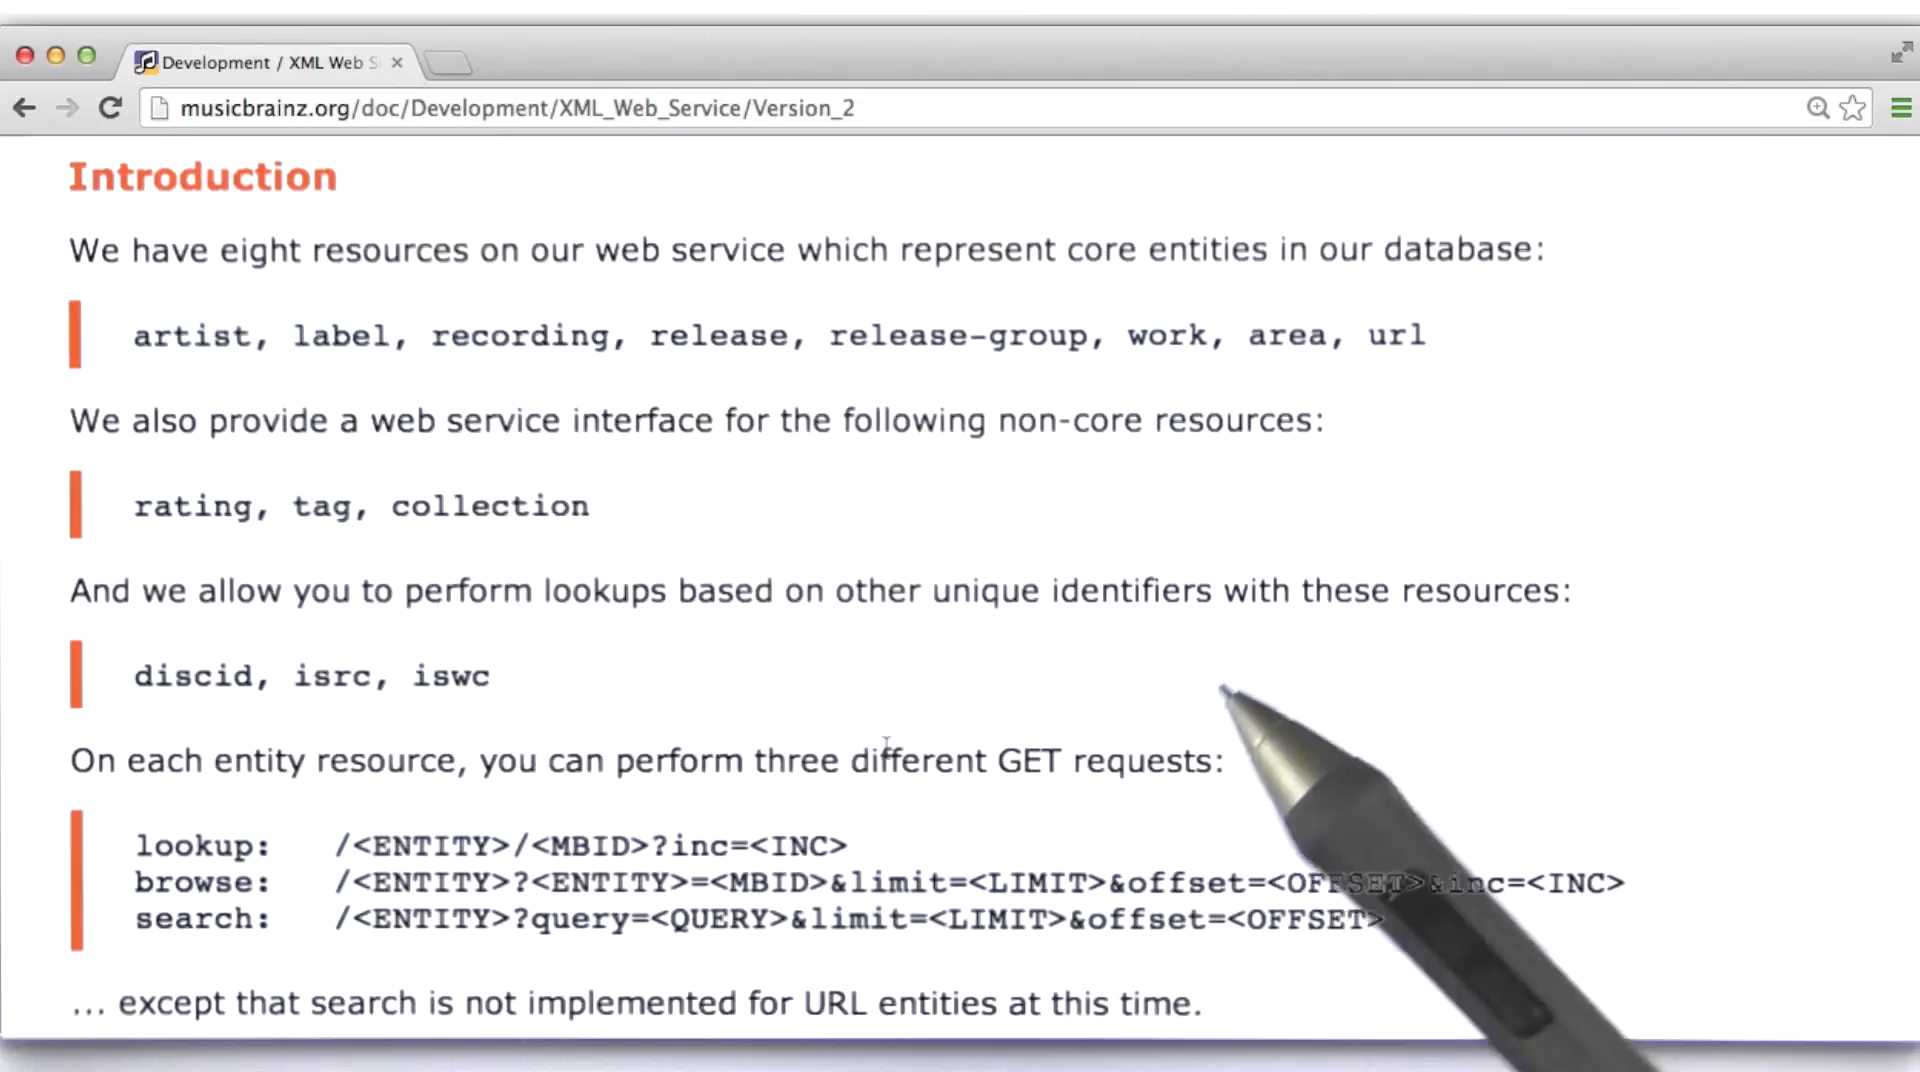 Development / XML Web S
musicbrainz.org/doc/Development/XML_Web_Service/Version_2
Introduction
We have eight resources on our web service which represent core entities in our database:
artist, label, recording, release, release-group, work, area, url
We also provide a web service interface for the following non-core resources:
rating, tag, collection
And we allow you to perform lookups based on other unique identifiers with these resources:
discid, isrc, iswc
On each entity resource, you can perform three different GET requests:
lookup: /<ENTITY>/<MBID>?inc=<INC>
browse: /<ENTITY>?<ENTITY>=<MBID>&limit=<LIMIT>&offset=<OFFSET>&inc=<INC>
search: /<ENTITY>?query=<QUERY>&limit=<LIMIT>&offset=<OFFSET>
... except that search is not implemented for URL entities at this time.